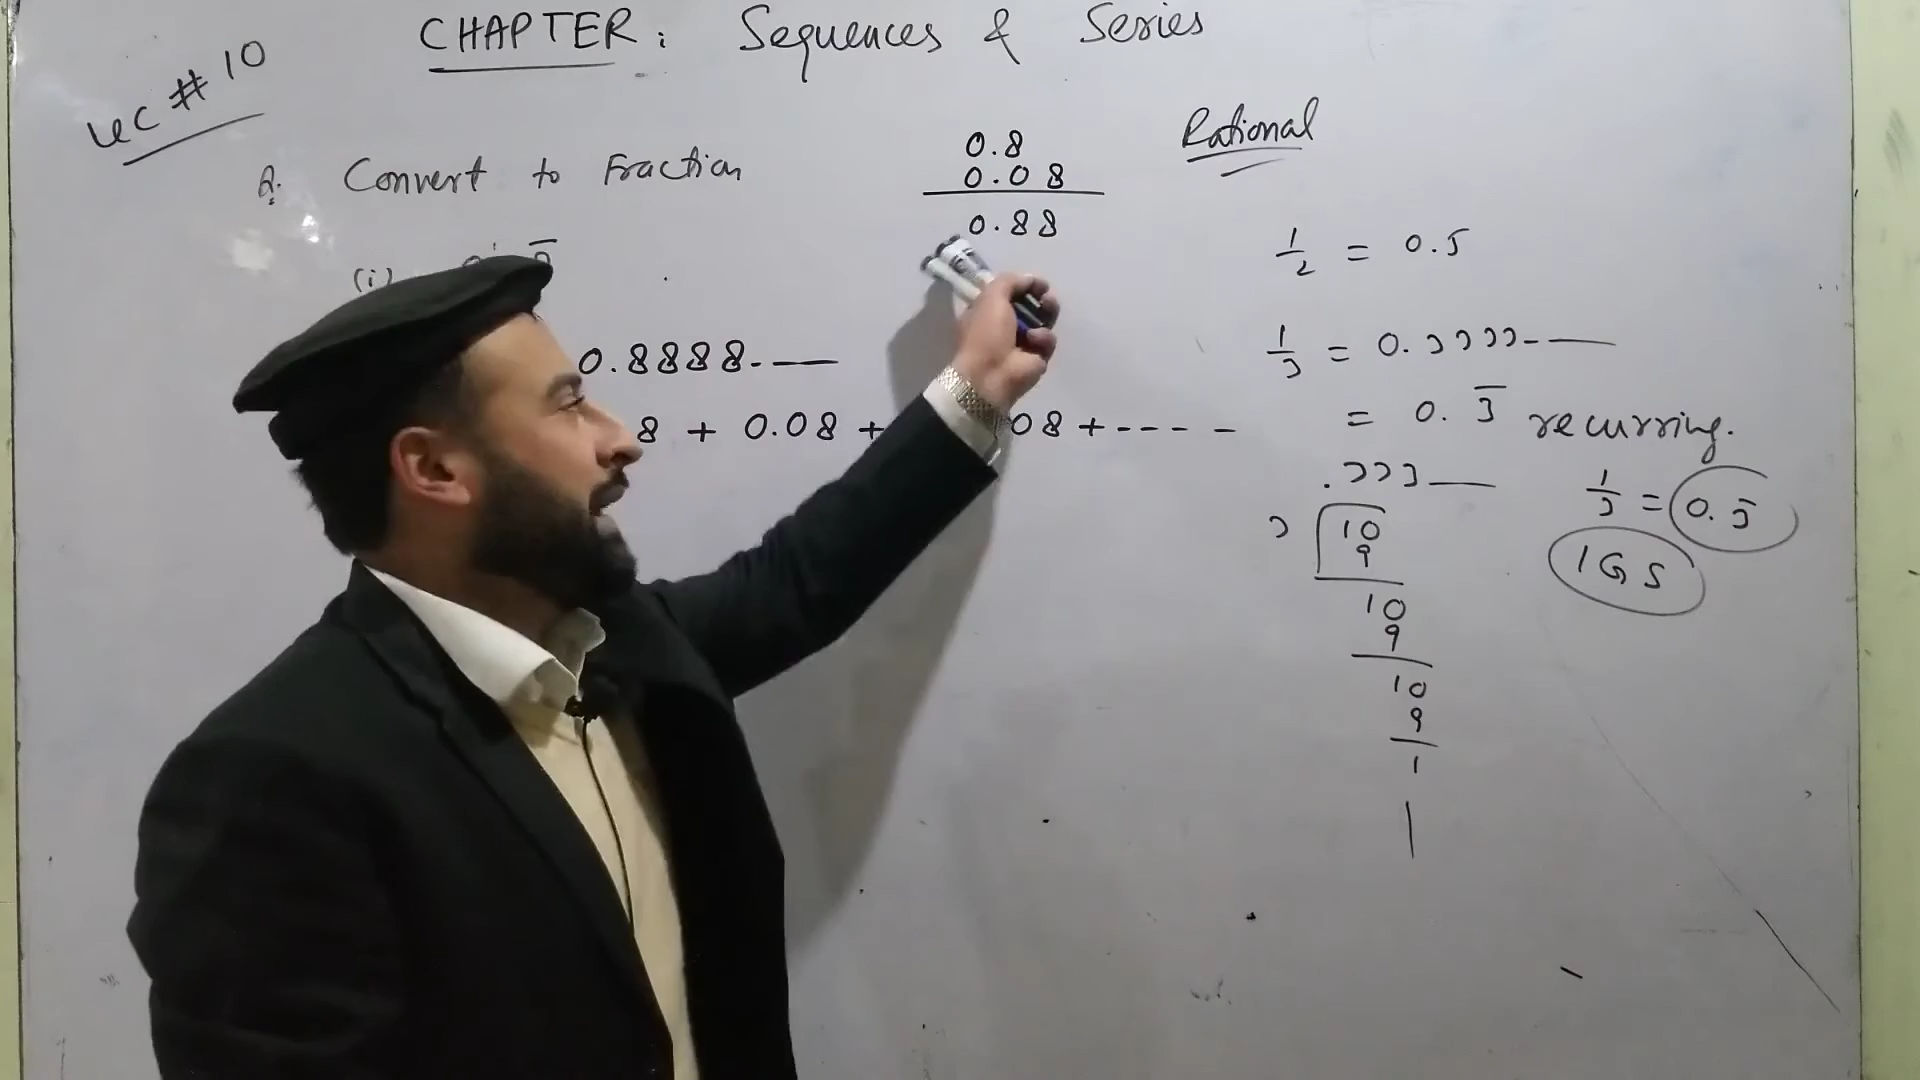 CHAPTER: Sequences & Series
Lec # 10
Q. Convert to Fraction
(i)
0.8888.——
8 + 0.08 + 08 + - - - -
0.8
0.08
0.88
Rational
1/2 = 0.5
1/3 = 0.3333-——
= 0.3̅ recurring.
.333——
3 10
9
10
9
10
9
1
1/3 = 0.3̅
IGS